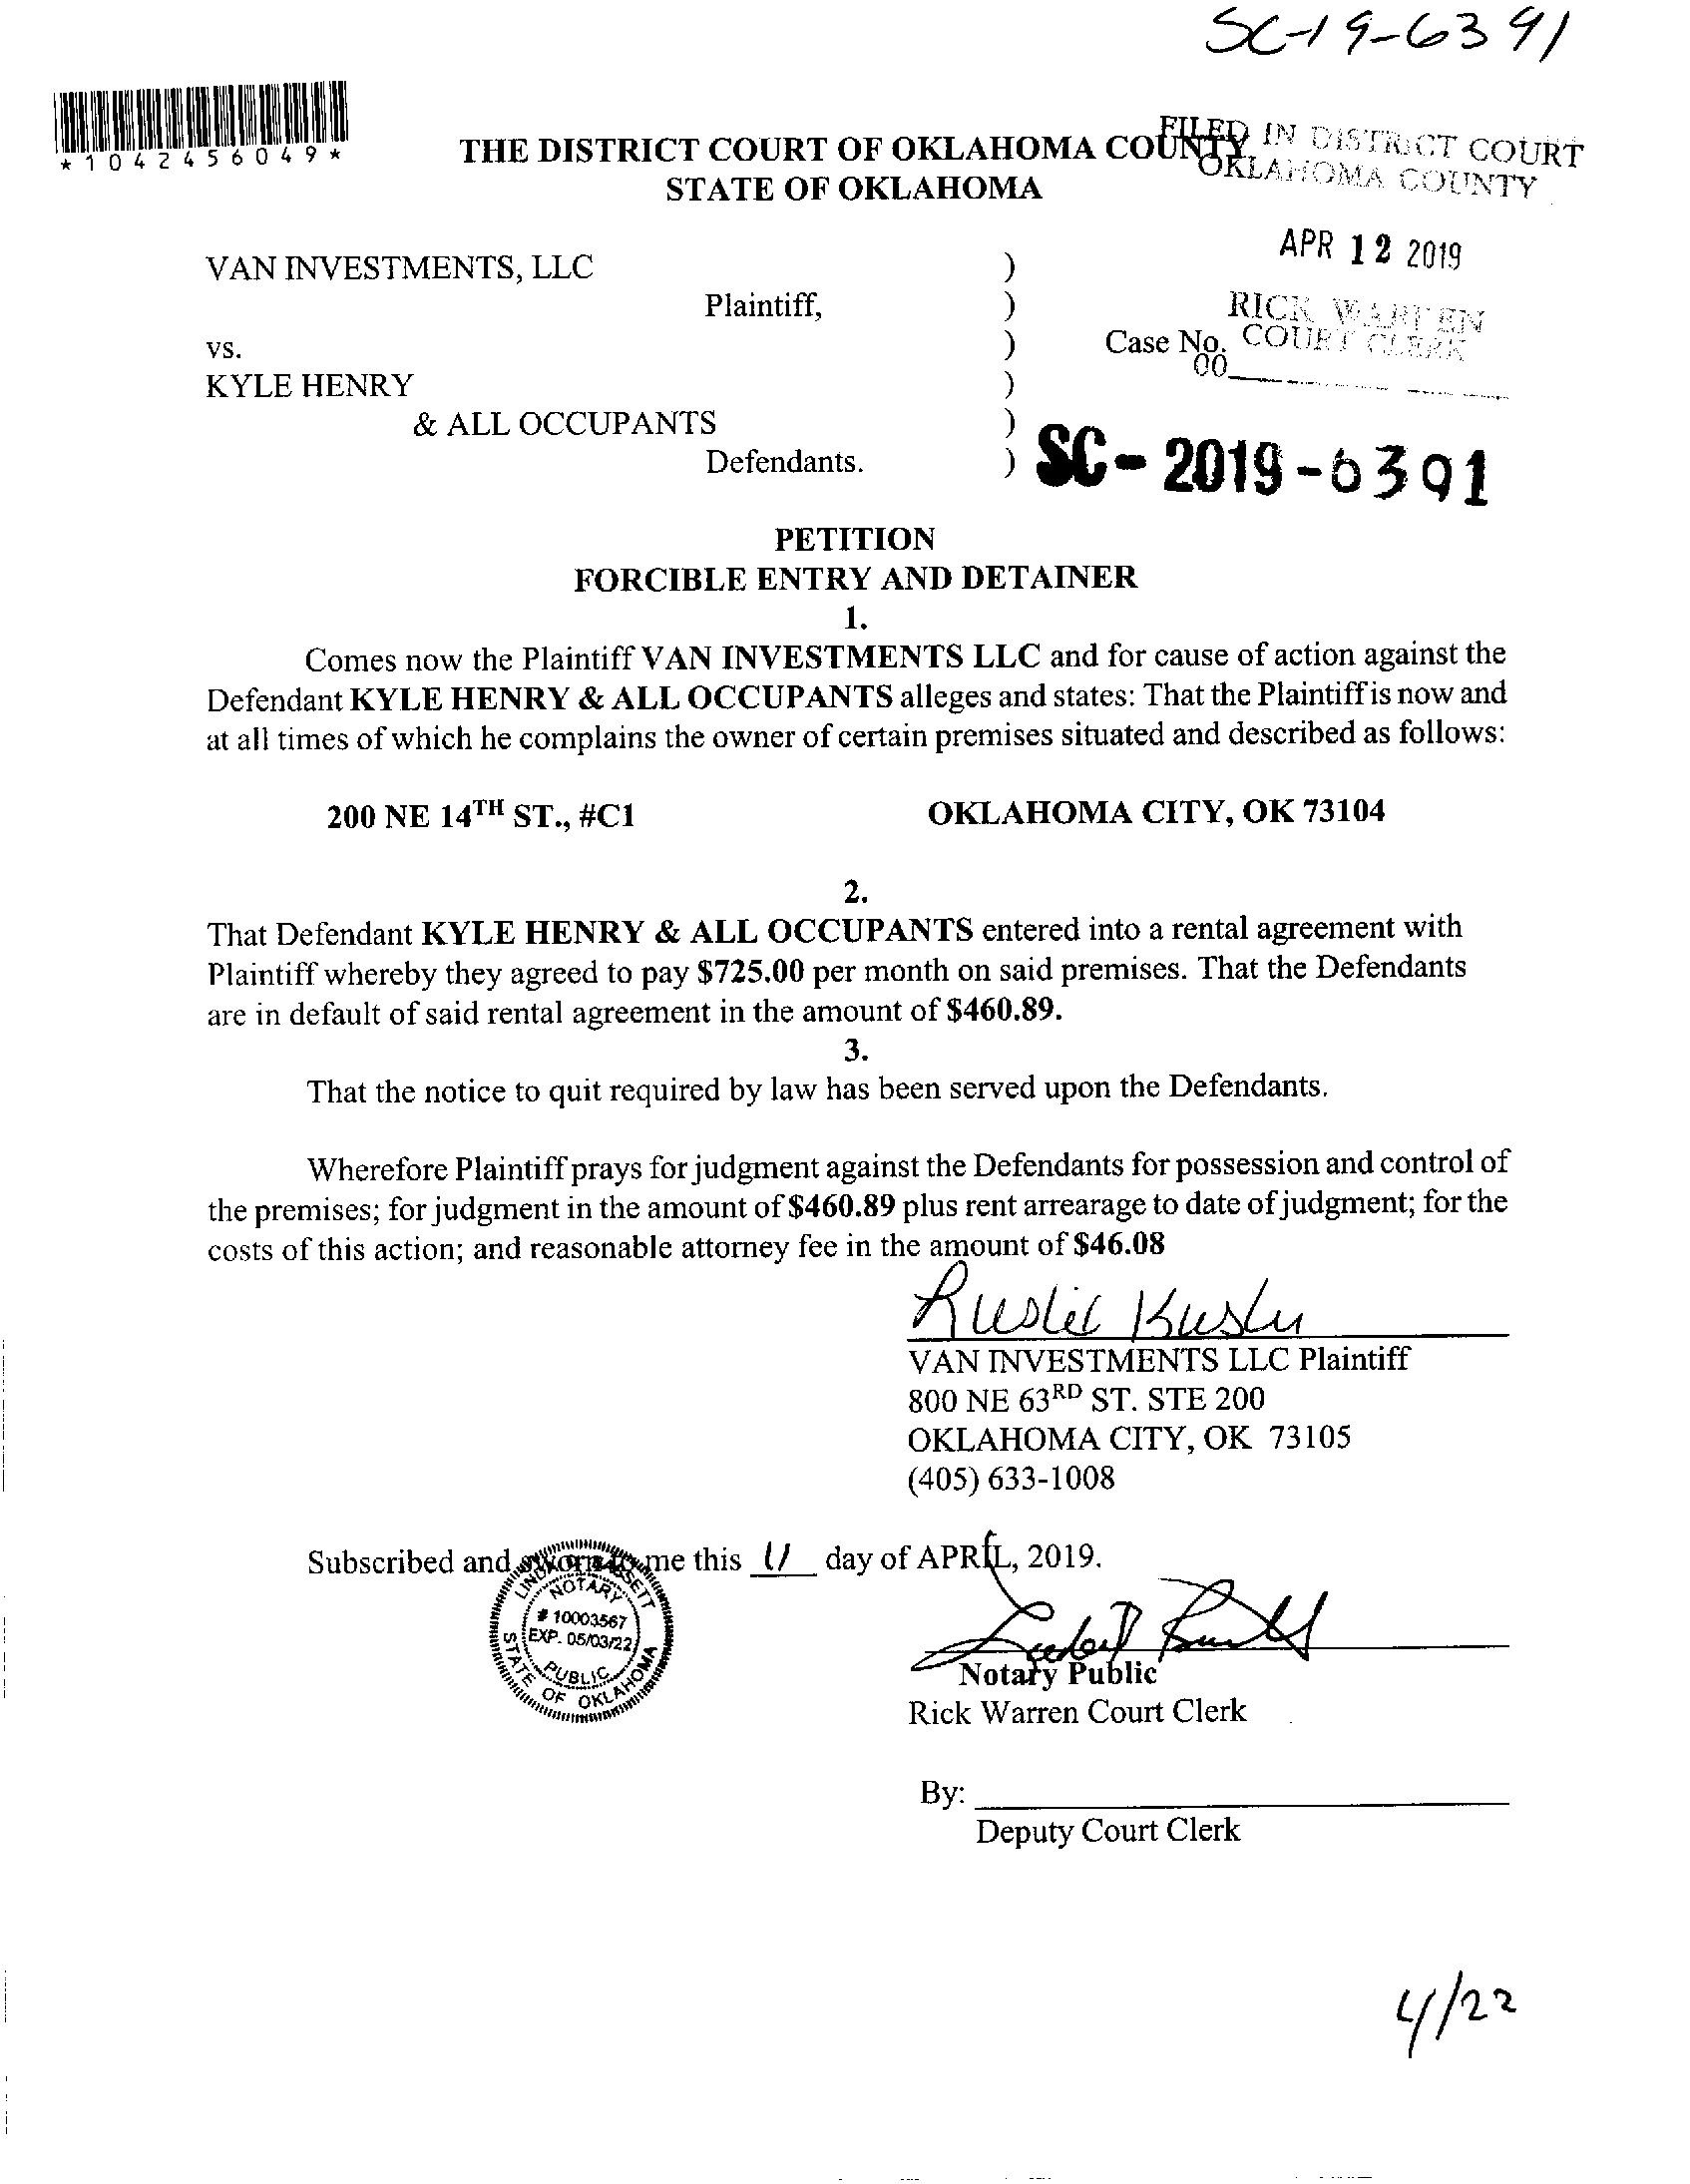 SC-19-6391
*1042456049*
THE DISTRICT COURT OF OKLAHOMA COUNTY
STATE OF OKLAHOMA
FILED IN DISTRICT COURT
OKLAHOMA COUNTY
APR 12 2019
RICK WARREN
COURT CLERK
VAN INVESTMENTS, LLC )
Plaintiff, )
vs. ) Case No.
00
KYLE HENRY )
& ALL OCCUPANTS )
Defendants. ) SC-2019-6391
PETITION
FORCIBLE ENTRY AND DETAINER
1.
Comes now the Plaintiff VAN INVESTMENTS LLC and for cause of action against the
Defendant KYLE HENRY & ALL OCCUPANTS alleges and states: That the Plaintiff is now and
at all times of which he complains the owner of certain premises situated and described as follows:
200 NE 14TH ST., #C1 OKLAHOMA CITY, OK 73104
2.
That Defendant KYLE HENRY & ALL OCCUPANTS entered into a rental agreement with
Plaintiff whereby they agreed to pay $725.00 per month on said premises. That the Defendants
are in default of said rental agreement in the amount of $460.89.
3.
That the notice to quit required by law has been served upon the Defendants.
Wherefore Plaintiff prays for judgment against the Defendants for possession and control of
the premises; for judgment in the amount of $460.89 plus rent arrearage to date of judgment; for the
costs of this action; and reasonable attorney fee in the amount of $46.08
VAN INVESTMENTS LLC Plaintiff
800 NE 63RD ST. STE 200
OKLAHOMA CITY, OK 73105
(405) 633-1008
Subscribed and sworn to me this 11 day of APRIL, 2019.
NOTARY
# 10003567
EXP. 05/03/22
PUBLIC
STATE OF OKLAHOMA
Notary Public
Rick Warren Court Clerk
By:
Deputy Court Clerk
4/22